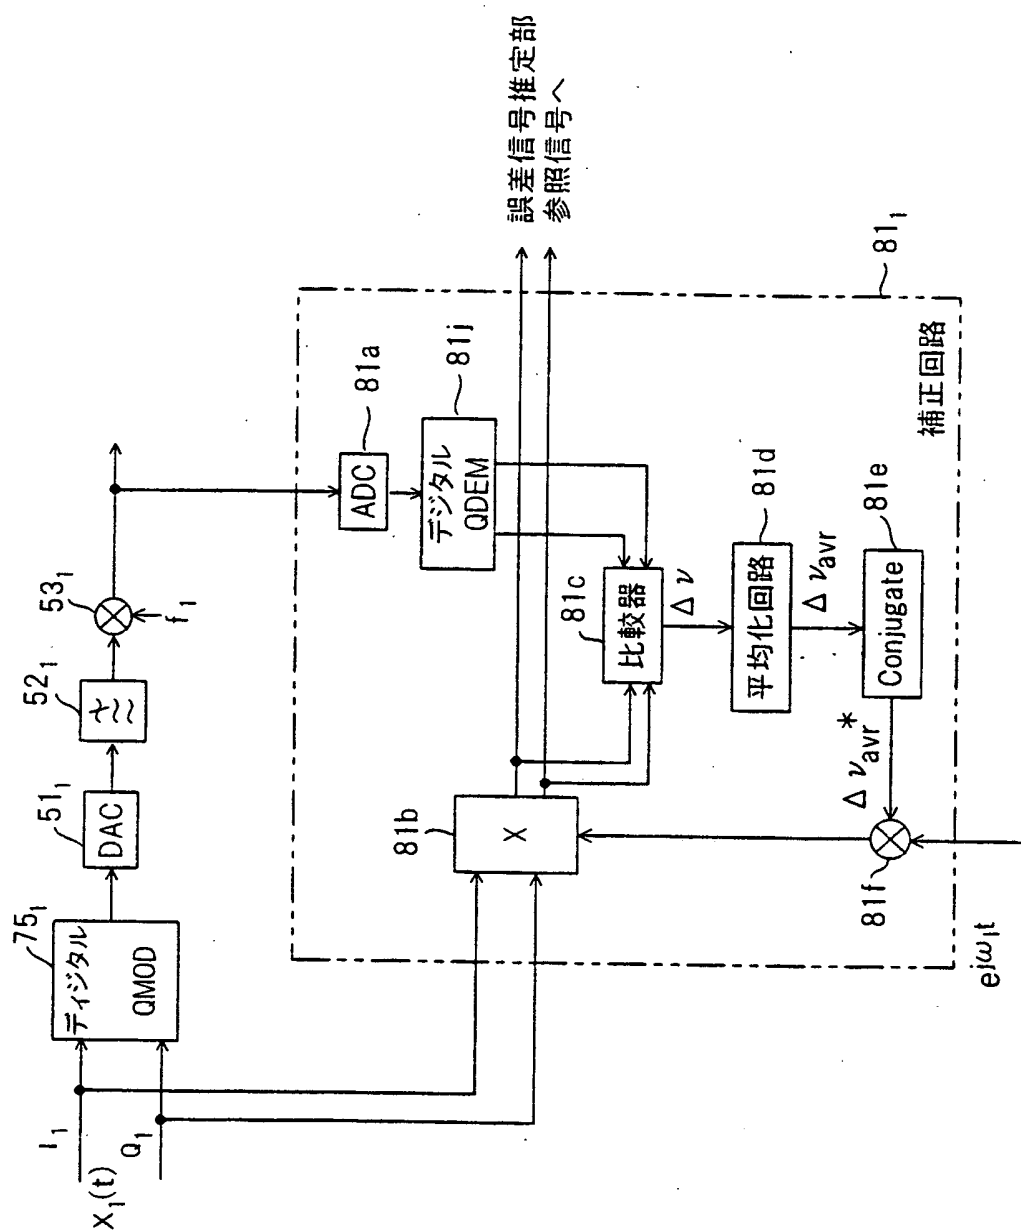 X₁(t)
I₁
Q₁
75₁
ディジタル
QMOD
51₁
DAC
52₁
53₁
f₁
ADC
81a
デジタル
QDEM
81j
誤差信号推定部
参照信号へ
81b
X
81c
比較器
Δν
平均化回路
81d
Δν_avr
Conjugate
81e
Δν_avr*
81f
e^jω₁t
補正回路
81₁